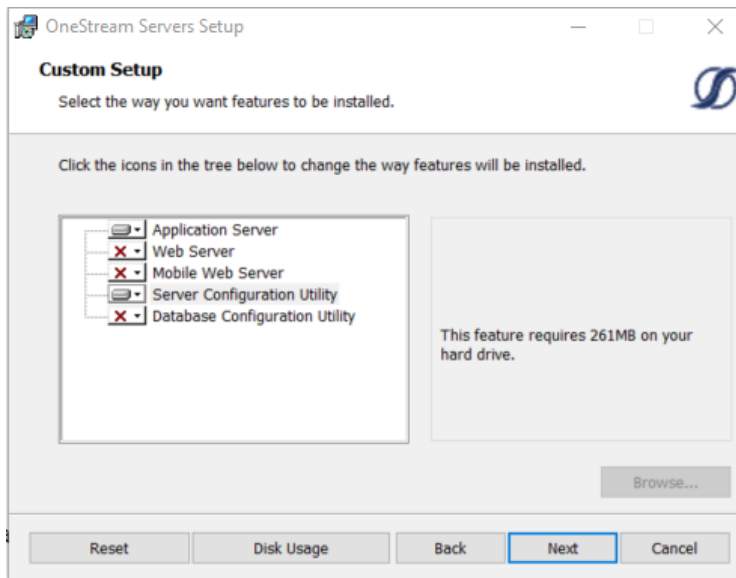 OneStream Servers Setup
Custom Setup
Select the way you want features to be installed.
Click the icons in the tree below to change the way features will be installed.
Application Server
Web Server
Mobile Web Server
Server Configuration Utility
Database Configuration Utility
This feature requires 261MB on your
hard drive.
Browse...
Reset Disk Usage Back Next Cancel